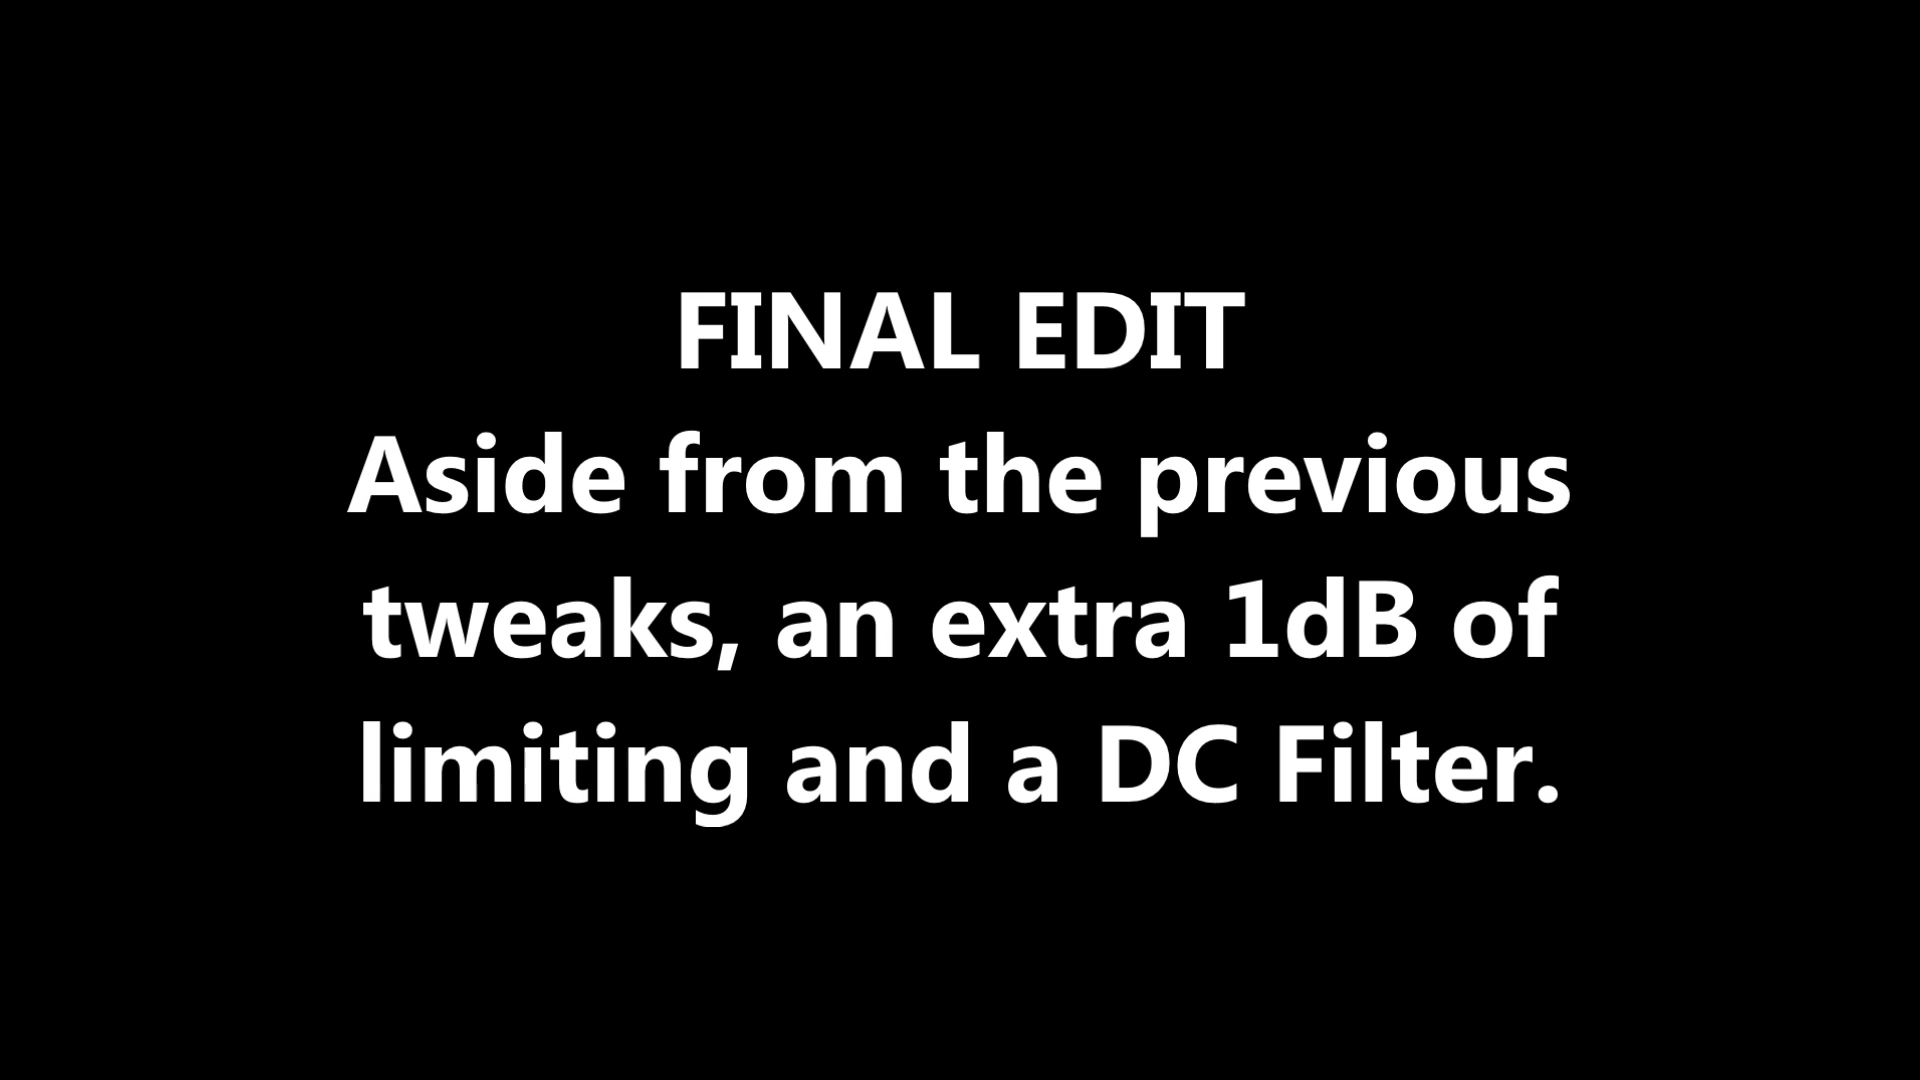 FINAL EDIT
Aside from the previous
tweaks, an extra 1dB of
limiting and a DC Filter.